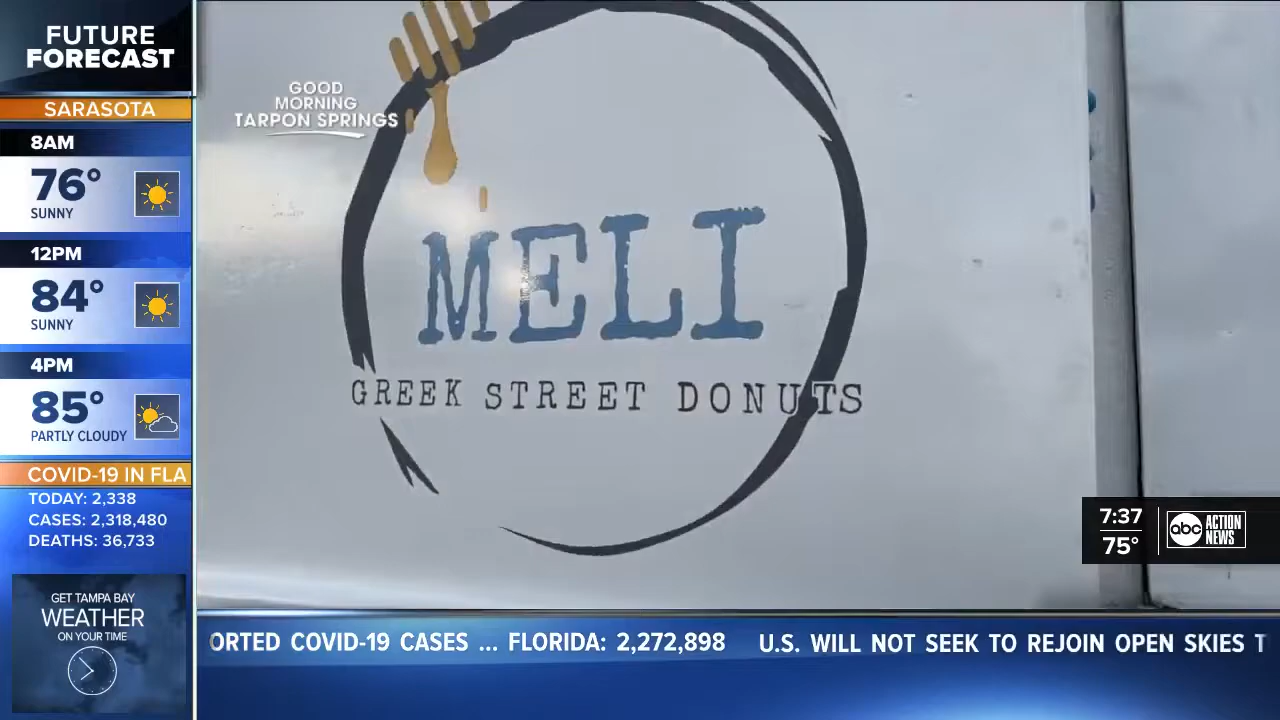 FUTURE
FORECAST
SARASOTA
8AM
76°
SUNNY
12PM
84°
SUNNY
4PM
85°
PARTLY CLOUDY
COVID-19 IN FLA
TODAY: 2,338
CASES: 2,318,480
DEATHS: 36,733
GET TAMPA BAY
WEATHER
ON YOUR TIME
GOOD
MORNING
TARPON SPRINGS
MELI
GREEK STREET DONUTS
7:37
75°
abc
ACTION
NEWS
ORTED COVID-19 CASES ... FLORIDA: 2,272,898 U.S. WILL NOT SEEK TO REJOIN OPEN SKIES T